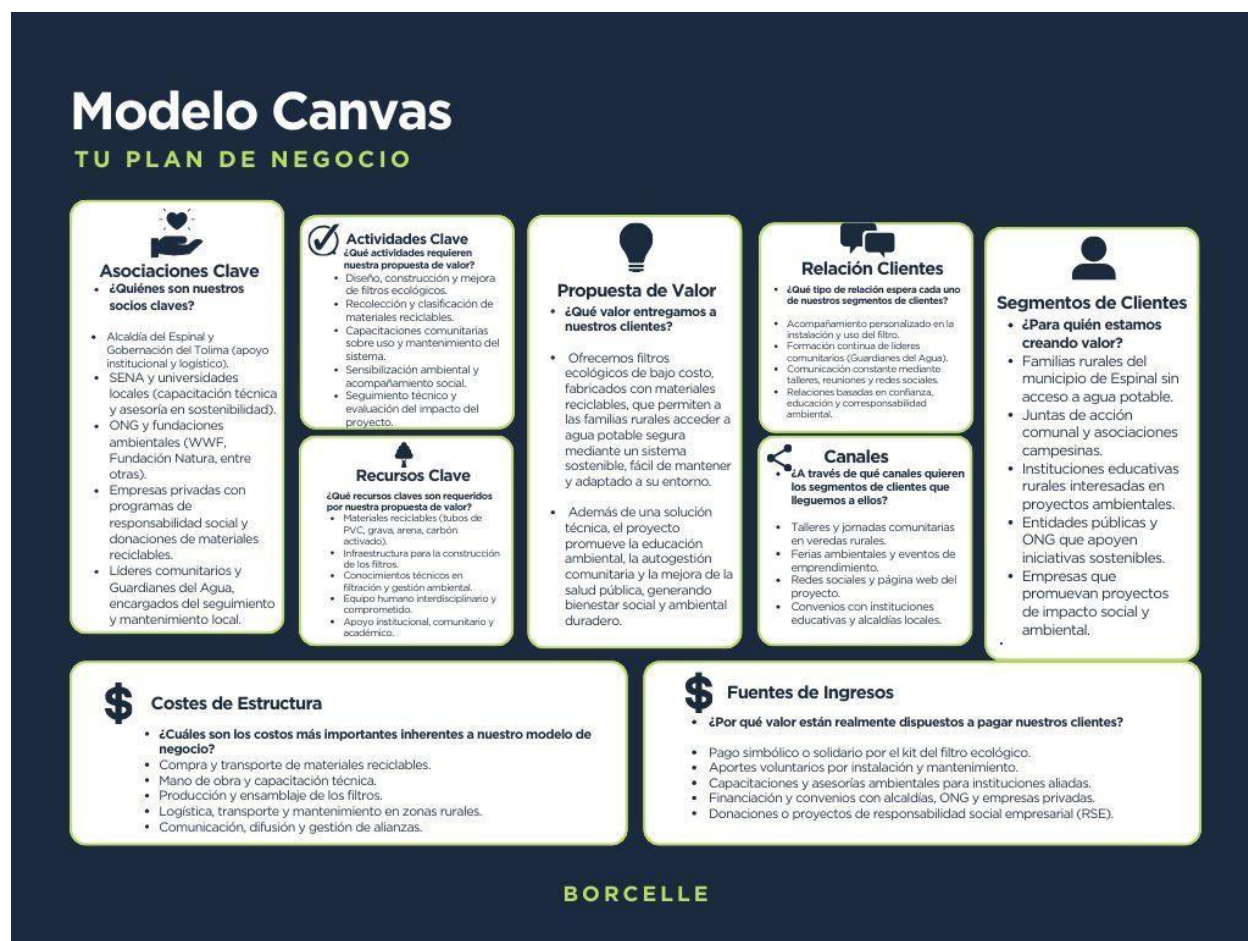 Modelo Canvas
TU PLAN DE NEGOCIO
Asociaciones Clave
• ¿Quiénes son nuestros
socios claves?
• Alcaldía del Espinal y
Gobernación del Tolima (apoyo
institucional y logístico).
• SENA y universidades
locales (capacitación técnica
y asesoría en sostenibilidad).
• ONG y fundaciones
ambientales (WWF,
Fundación Natura, entre
otras).
• Empresas privadas con
programas de
responsabilidad social y
donaciones de materiales
reciclables.
• Líderes comunitarios y
Guardianes del Agua,
encargados del seguimiento
y mantenimiento local.
Actividades Clave
¿Qué actividades requieren
nuestra propuesta de valor?
• Diseño, construcción y mejora
de filtros ecológicos.
• Recolección y clasificación de
materiales reciclables.
• Capacitaciones comunitarias
sobre uso y mantenimiento del
sistema.
• Sensibilización ambiental y
acompañamiento social.
• Seguimiento técnico y
evaluación del impacto del
proyecto.
Recursos Clave
¿Qué recursos claves son requeridos
por nuestra propuesta de valor?
• Materiales reciclables (tubos de
PVC, grava, arena, carbón
activado).
• Infraestructura para la construcción
de los filtros.
• Conocimientos técnicos en
filtración y gestión ambiental.
• Equipo humano interdisciplinario y
comprometido.
• Apoyo institucional, comunitario y
académico.
Propuesta de Valor
• ¿Qué valor entregamos a
nuestros clientes?
• Ofrecemos filtros
ecológicos de bajo costo,
fabricados con materiales
reciclables, que permiten a
las familias rurales acceder a
agua potable segura
mediante un sistema
sostenible, fácil de mantener
y adaptado a su entorno.
• Además de una solución
técnica, el proyecto
promueve la educación
ambiental, la autogestión
comunitaria y la mejora de la
salud pública, generando
bienestar social y ambiental
duradero.
Relación Clientes
• ¿Qué tipo de relación espera cada uno
de nuestros segmentos de clientes?
• Acompañamiento personalizado en la
instalación y uso del filtro.
• Formación continua de líderes
comunitarios (Guardianes del Agua).
• Comunicación constante mediante
talleres, reuniones y redes sociales.
• Relaciones basadas en confianza,
educación y corresponsabilidad
ambiental.
Canales
• ¿A través de qué canales quieren
los segmentos de clientes que
lleguemos a ellos?
• Talleres y jornadas comunitarias
en veredas rurales.
• Ferias ambientales y eventos de
emprendimiento.
• Redes sociales y página web del
proyecto.
• Convenios con instituciones
educativas y alcaldías locales.
Segmentos de Clientes
• ¿Para quién estamos
creando valor?
• Familias rurales del
municipio de Espinal sin
acceso a agua potable.
• Juntas de acción
comunal y asociaciones
campesinas.
• Instituciones educativas
rurales interesadas en
proyectos ambientales.
• Entidades públicas y
ONG que apoyen
iniciativas sostenibles.
• Empresas que
promuevan proyectos
de impacto social y
ambiental.
.
$ Costes de Estructura
• ¿Cuáles son los costos más importantes inherentes a nuestro modelo de
negocio?
• Compra y transporte de materiales reciclables.
• Mano de obra y capacitación técnica.
• Producción y ensamblaje de los filtros.
• Logística, transporte y mantenimiento en zonas rurales.
• Comunicación, difusión y gestión de alianzas.
$ Fuentes de Ingresos
• ¿Por qué valor están realmente dispuestos a pagar nuestros clientes?
• Pago simbólico o solidario por el kit del filtro ecológico.
• Aportes voluntarios por instalación y mantenimiento.
• Capacitaciones y asesorías ambientales para instituciones aliadas.
• Financiación y convenios con alcaldías, ONG y empresas privadas.
• Donaciones o proyectos de responsabilidad social empresarial (RSE).
BORCELLE